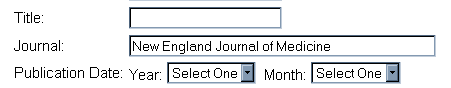 Title:
Journal: New England Journal of Medicine
Publication Date: Year: Select One Month: Select One